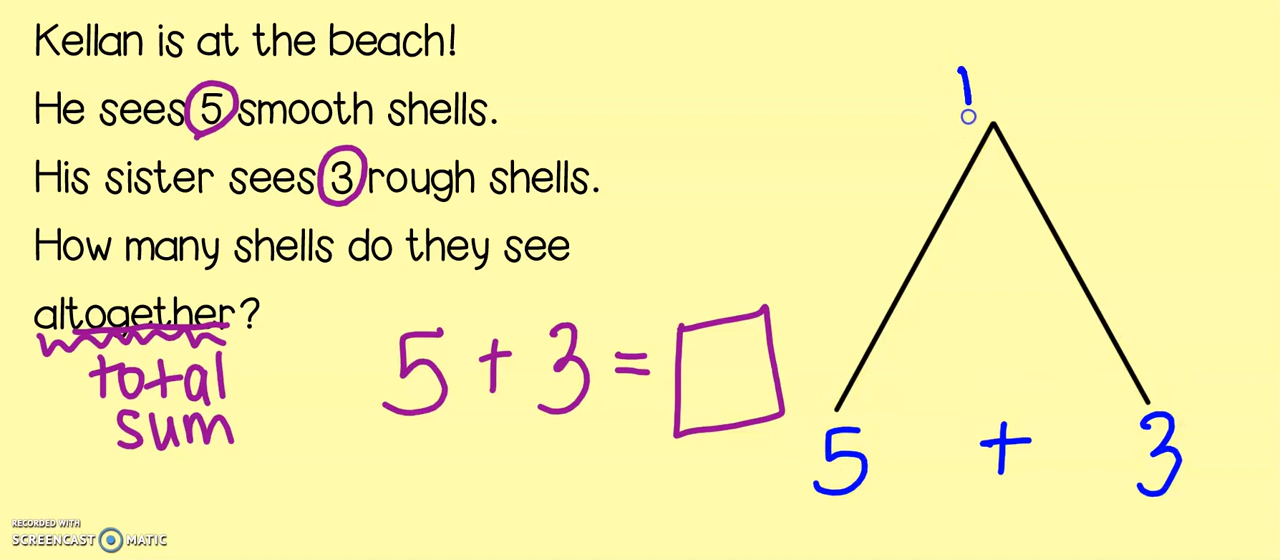 Kellan is at the beach!
He sees 5 smooth shells.
His sister sees 3 rough shells.
How many shells do they see
altogether?
total
sum
5 + 3 =
5 + 3
RECORDED WITH
SCREENCAST MATIC